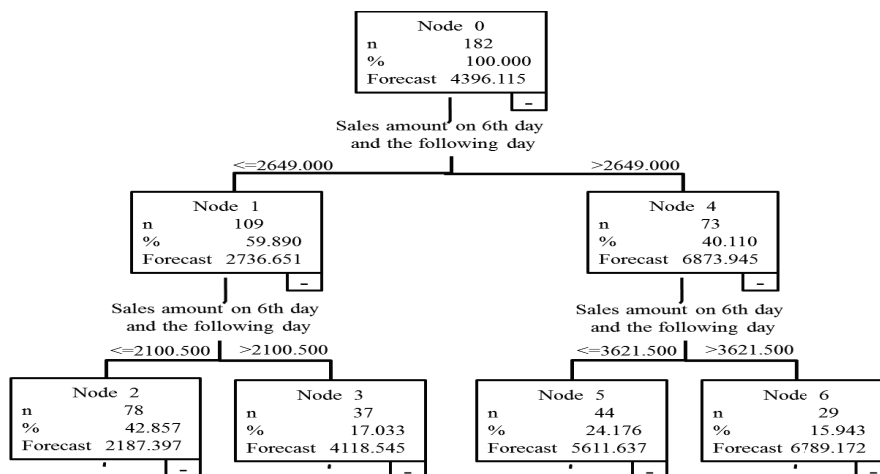 Node 0
n 182
% 100.000
Forecast 4396.115
-
Sales amount on 6th day
and the following day
<=2649.000 >2649.000
Node 1
n 109
% 59.890
Forecast 2736.651
-
Node 4
n 73
% 40.110
Forecast 6873.945
-
Sales amount on 6th day
and the following day
<=2100.500 >2100.500
Sales amount on 6th day
and the following day
<=3621.500 >3621.500
Node 2
n 78
% 42.857
Forecast 2187.397
-
Node 3
n 37
% 17.033
Forecast 4118.545
-
Node 5
n 44
% 24.176
Forecast 5611.637
-
Node 6
n 29
% 15.943
Forecast 6789.172
-